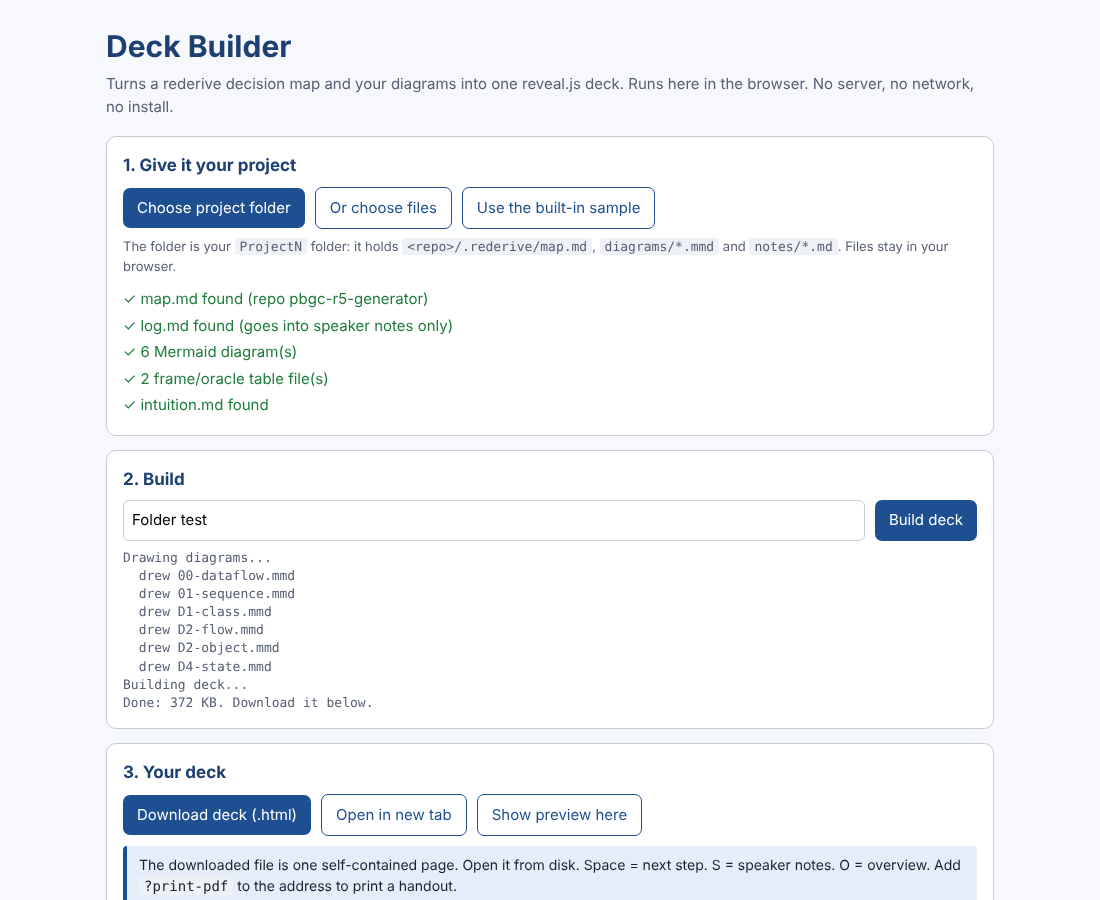 Deck Builder
Turns a rederive decision map and your diagrams into one reveal.js deck. Runs here in the browser. No server, no network,
no install.
1. Give it your project
Choose project folder
Or choose files
Use the built-in sample
The folder is your ProjectN folder: it holds <repo>/.rederive/map.md, diagrams/*.mmd and notes/*.md. Files stay in your
browser.
✓ map.md found (repo pbgc-r5-generator)
✓ log.md found (goes into speaker notes only)
✓ 6 Mermaid diagram(s)
✓ 2 frame/oracle table file(s)
✓ intuition.md found
2. Build
Folder test
Build deck
Drawing diagrams...
  drew 00-dataflow.mmd
  drew 01-sequence.mmd
  drew D1-class.mmd
  drew D2-flow.mmd
  drew D2-object.mmd
  drew D4-state.mmd
Building deck...
Done: 372 KB. Download it below.
3. Your deck
Download deck (.html)
Open in new tab
Show preview here
The downloaded file is one self-contained page. Open it from disk. Space = next step. S = speaker notes. O = overview. Add
?print-pdf to the address to print a handout.